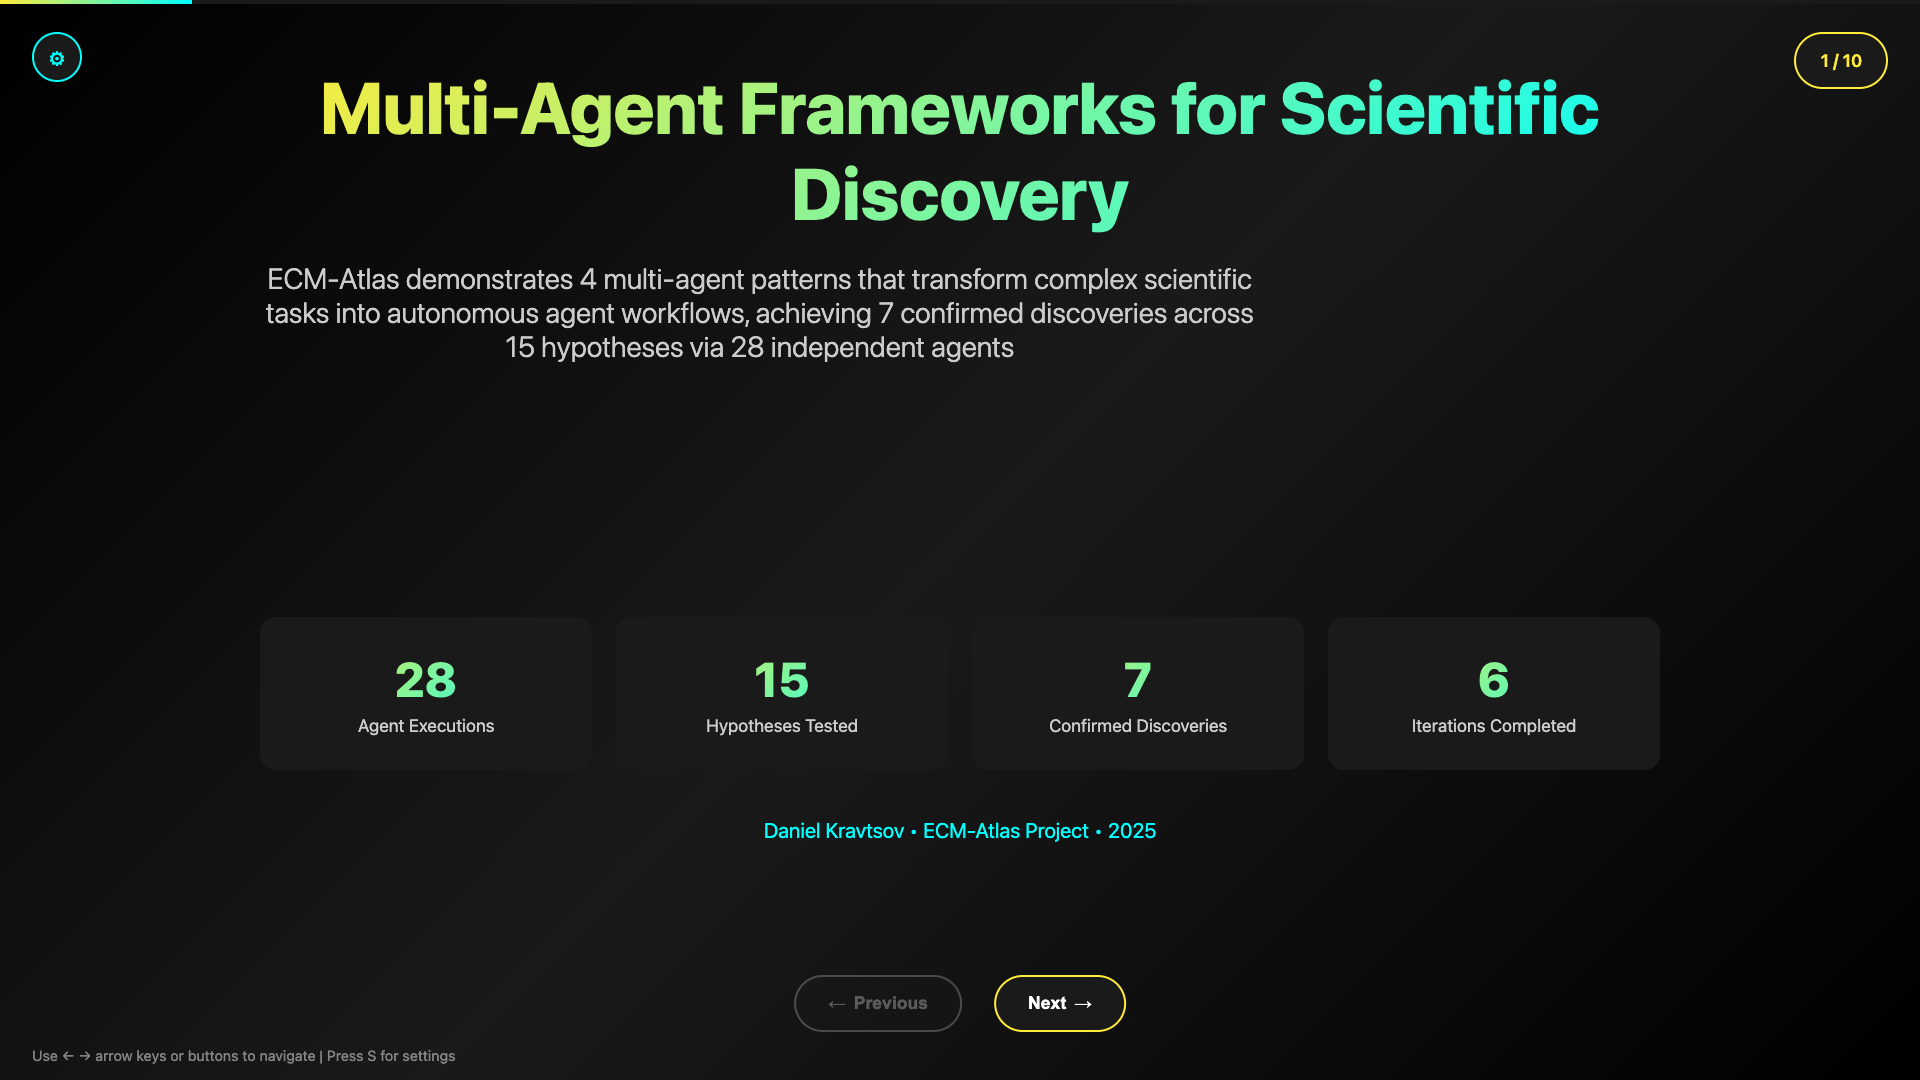 ⚙
1 / 10
Multi-Agent Frameworks for Scientific
Discovery
ECM-Atlas demonstrates 4 multi-agent patterns that transform complex scientific
tasks into autonomous agent workflows, achieving 7 confirmed discoveries across
15 hypotheses via 28 independent agents
28
Agent Executions
15
Hypotheses Tested
7
Confirmed Discoveries
6
Iterations Completed
Daniel Kravtsov • ECM-Atlas Project • 2025
← Previous
Next →
Use ← → arrow keys or buttons to navigate | Press S for settings